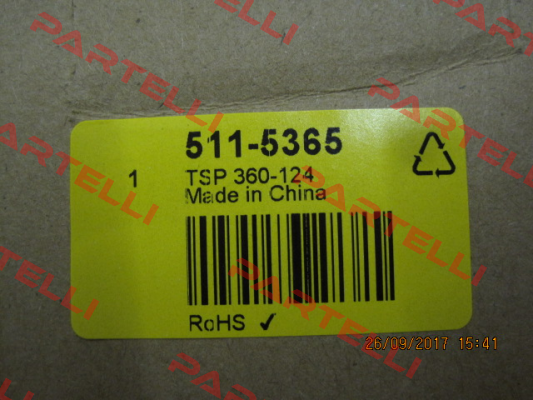 PARTELLI PARTELLI
511-5365
1 TSP 360-124
Made in China
PARTELLI PARTELLI
RoHS ✓
26/09/2017 15:41